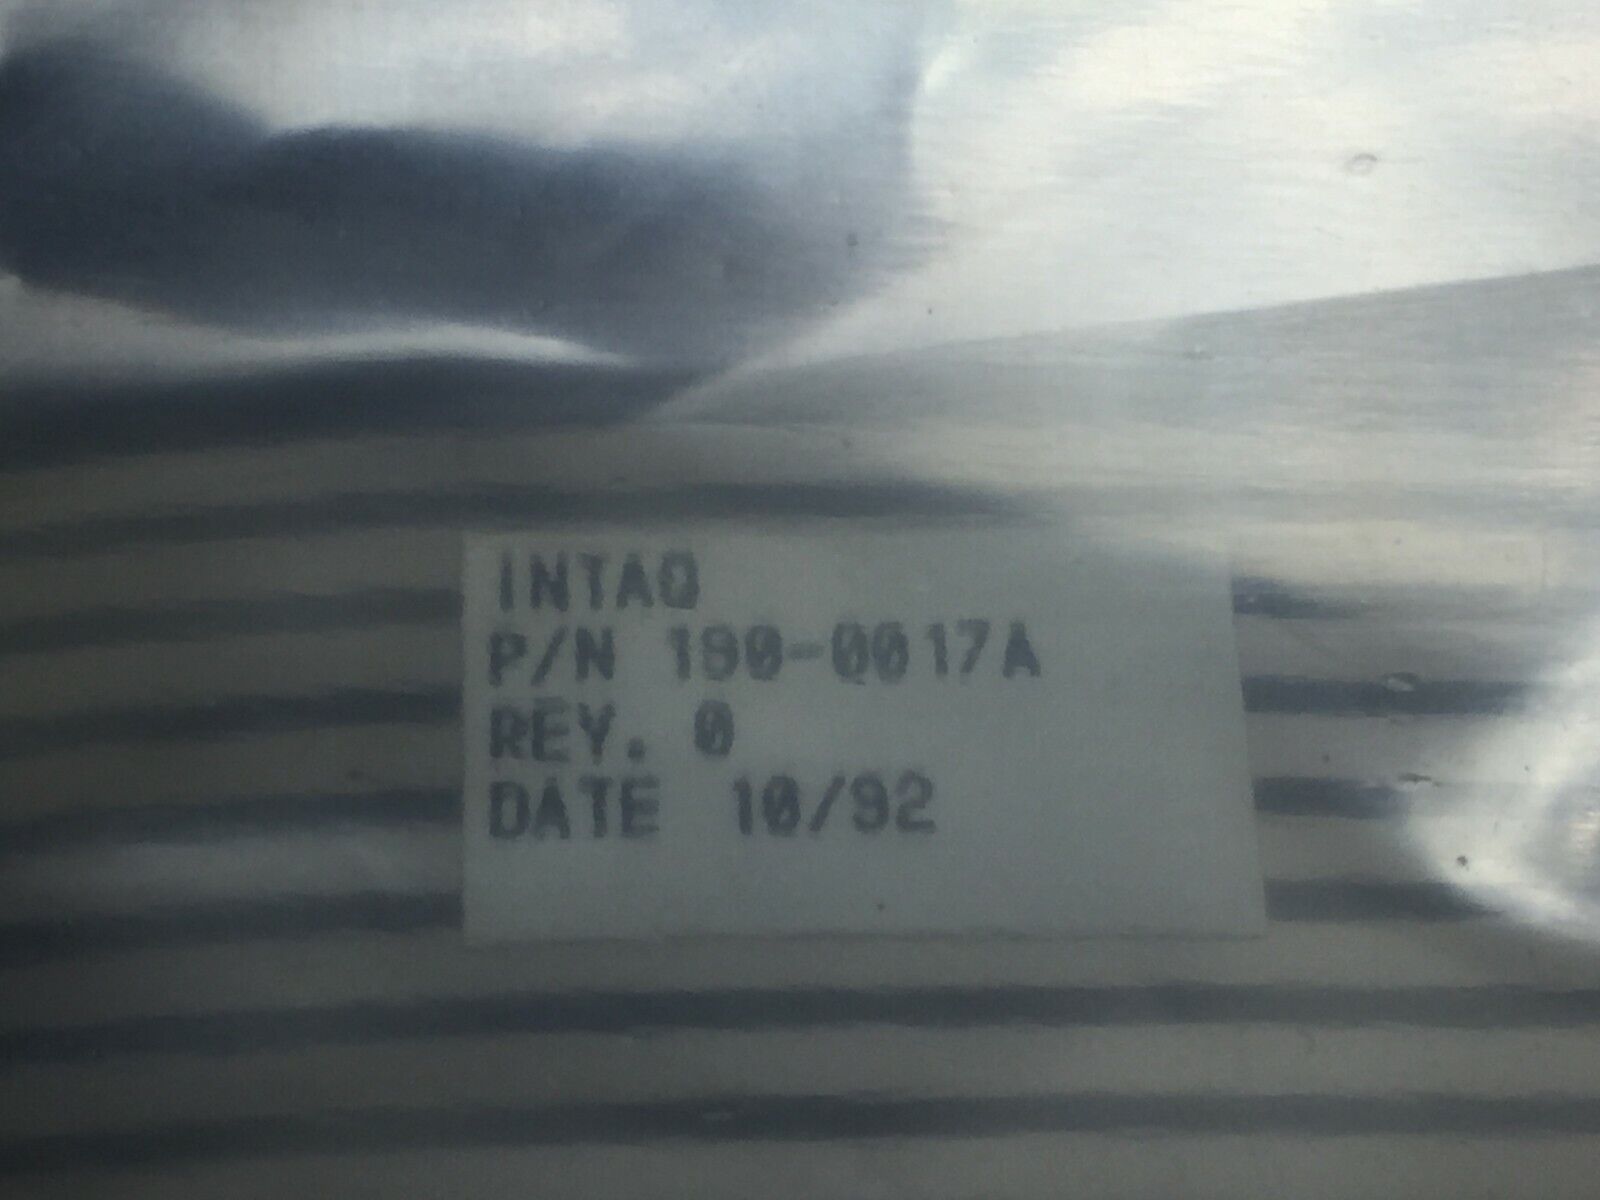 INTAQ
P/N 190-0017A
REV. 0
DATE 10/92